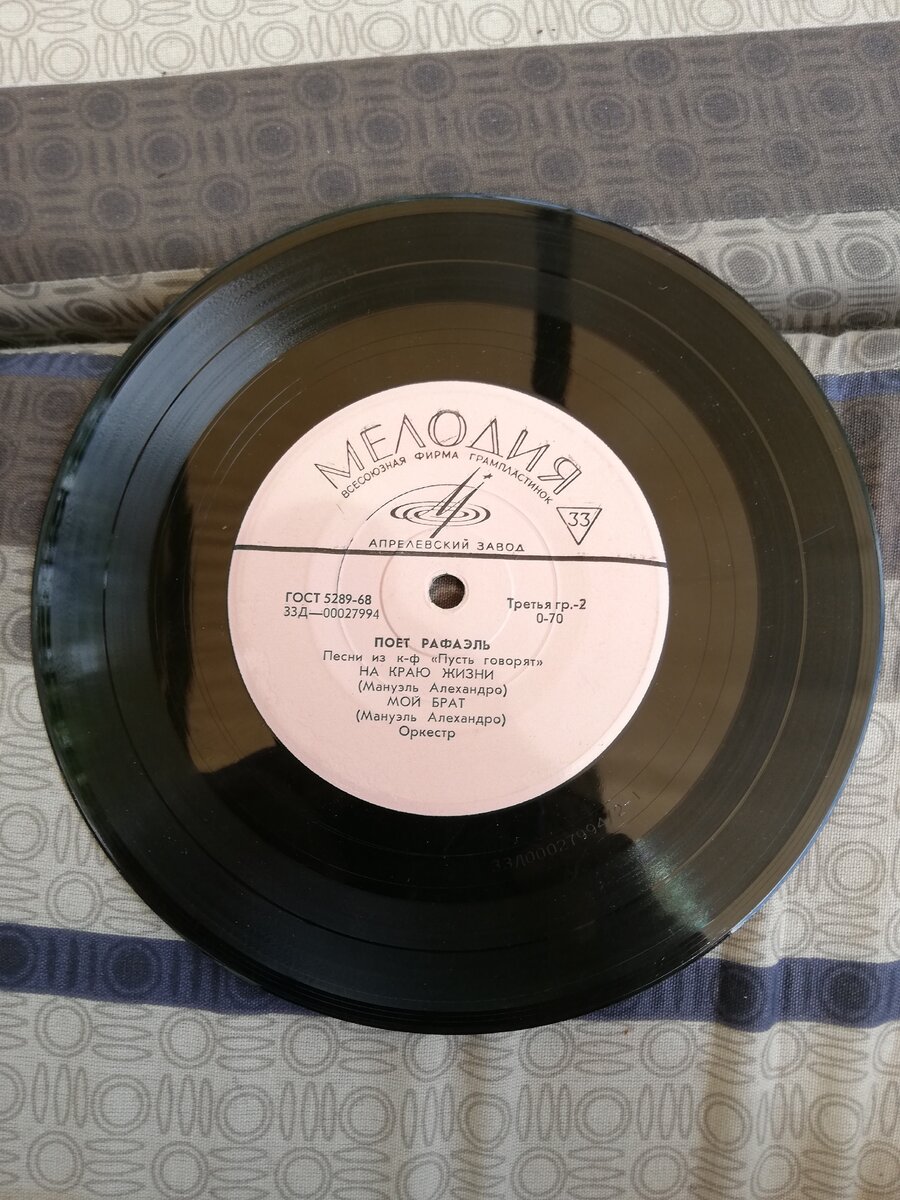 МЕЛОДИЯ
ВСЕСОЮЗНАЯ ФИРМА ГРАМПЛАСТИНОК
33
АПРЕЛЕВСКИЙ ЗАВОД
ГОСТ 5289-68 Третья гр.-2
33Д—00027994 0-70
ПОЕТ РАФАЭЛЬ
Песни из к-ф «Пусть говорят»
НА КРАЮ ЖИЗНИ
(Мануэль Алехандро)
МОЙ БРАТ
(Мануэль Алехандро)
Оркестр